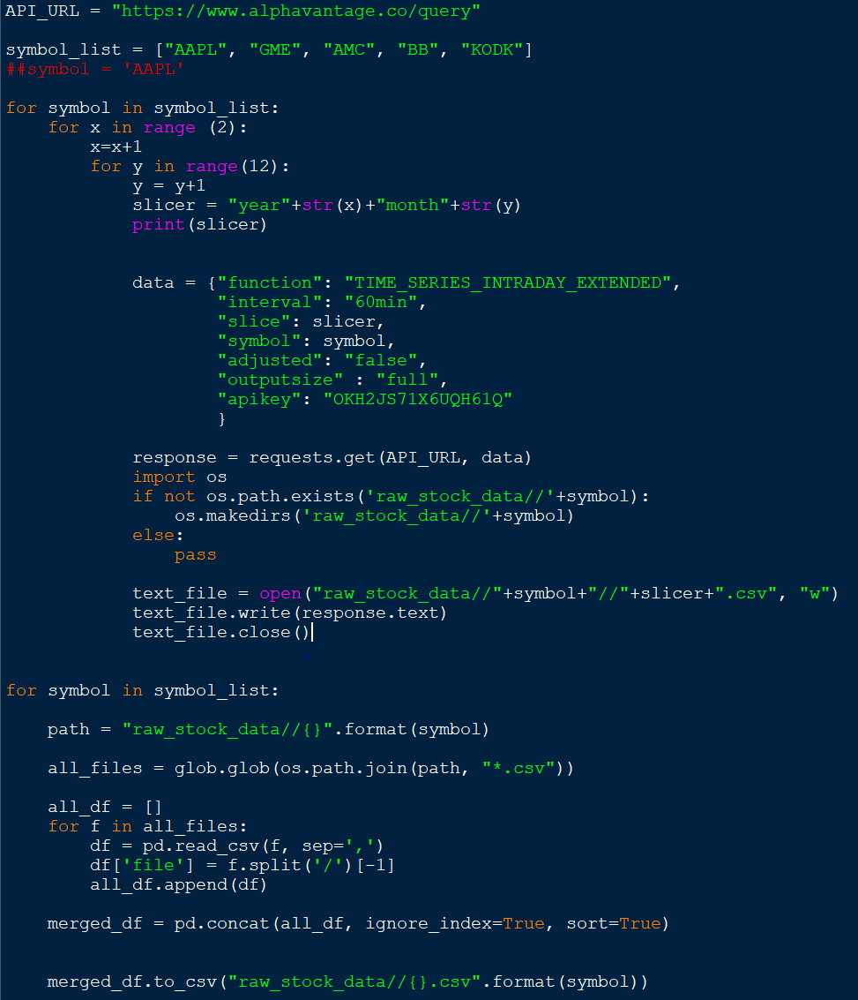 API_URL = "https://www.alphavantage.co/query"
symbol_list = ["AAPL", "GME", "AMC", "BB", "KODK"]
##symbol = 'AAPL'
for symbol in symbol_list:
    for x in range (2):
        x=x+1
        for y in range(12):
            y = y+1
            slicer = "year"+str(x)+"month"+str(y)
            print(slicer)
            data = {"function": "TIME_SERIES_INTRADAY_EXTENDED",
                    "interval": "60min",
                    "slice": slicer,
                    "symbol": symbol,
                    "adjusted": "false",
                    "outputsize" : "full",
                    "apikey": "OKH2JS71X6UQH61Q"
                    }
            response = requests.get(API_URL, data)
            import os
            if not os.path.exists('raw_stock_data//'+symbol):
                os.makedirs('raw_stock_data//'+symbol)
            else:
                pass
            text_file = open("raw_stock_data//"+symbol+"//"+slicer+".csv", "w")
            text_file.write(response.text)
            text_file.close()
for symbol in symbol_list:
    path = "raw_stock_data//{}".format(symbol)
    all_files = glob.glob(os.path.join(path, "*.csv"))
    all_df = []
    for f in all_files:
        df = pd.read_csv(f, sep=',')
        df['file'] = f.split('/')[-1]
        all_df.append(df)
    merged_df = pd.concat(all_df, ignore_index=True, sort=True)
    merged_df.to_csv("raw_stock_data//{}.csv".format(symbol))